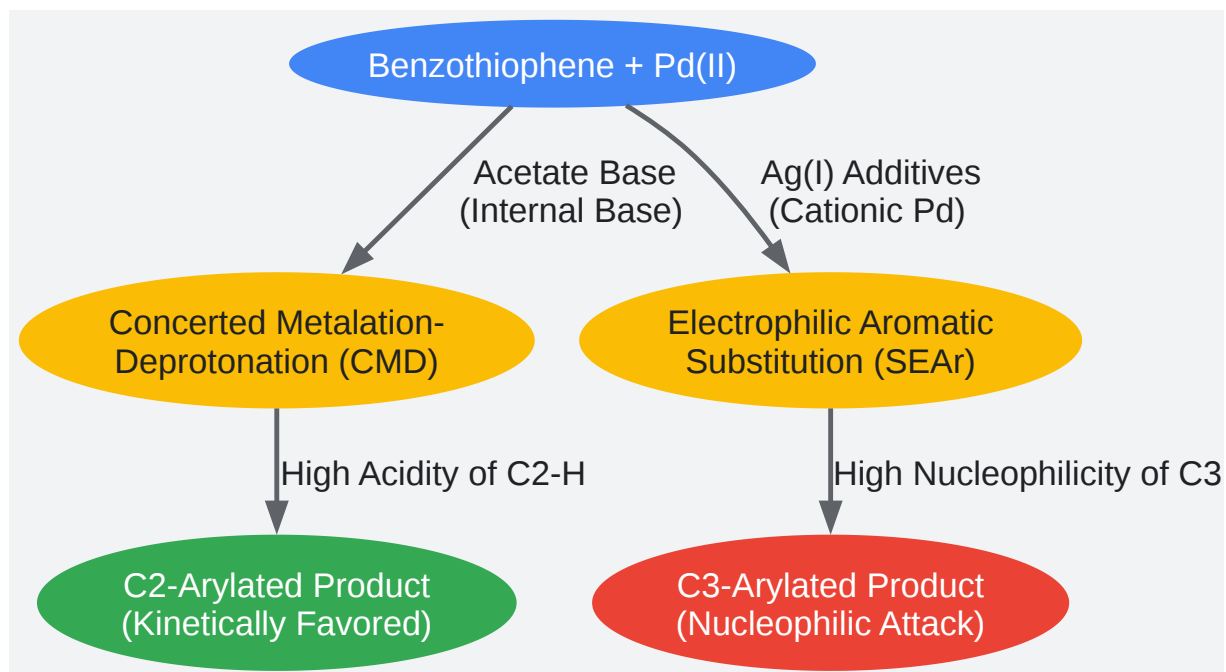 Benzothiophene + Pd(II)
Acetate Base
(Internal Base)
Ag(I) Additives
(Cationic Pd)
Concerted Metalation-
Deprotonation (CMD)
Electrophilic Aromatic
Substitution (SEAr)
High Acidity of C2-H
High Nucleophilicity of C3
C2-Arylated Product
(Kinetically Favored)
C3-Arylated Product
(Nucleophilic Attack)